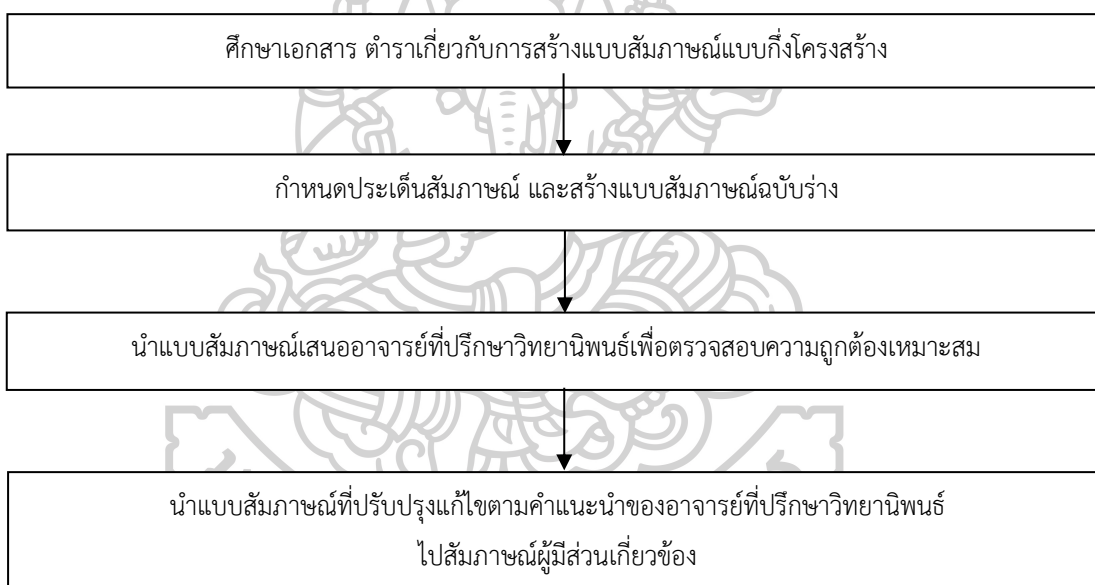 ศึกษาเอกสาร ตำราเกี่ยวกับการสร้างแบบสัมภาษณ์แบบกึ่งโครงสร้าง
กำหนดประเด็นสัมภาษณ์ และสร้างแบบสัมภาษณ์ฉบับร่าง
นำแบบสัมภาษณ์เสนออาจารย์ที่ปรึกษาวิทยานิพนธ์เพื่อตรวจสอบความถูกต้องเหมาะสม
นำแบบสัมภาษณ์ที่ปรับปรุงแก้ไขตามคำแนะนำของอาจารย์ที่ปรึกษาวิทยานิพนธ์
ไปสัมภาษณ์ผู้มีส่วนเกี่ยวข้อง